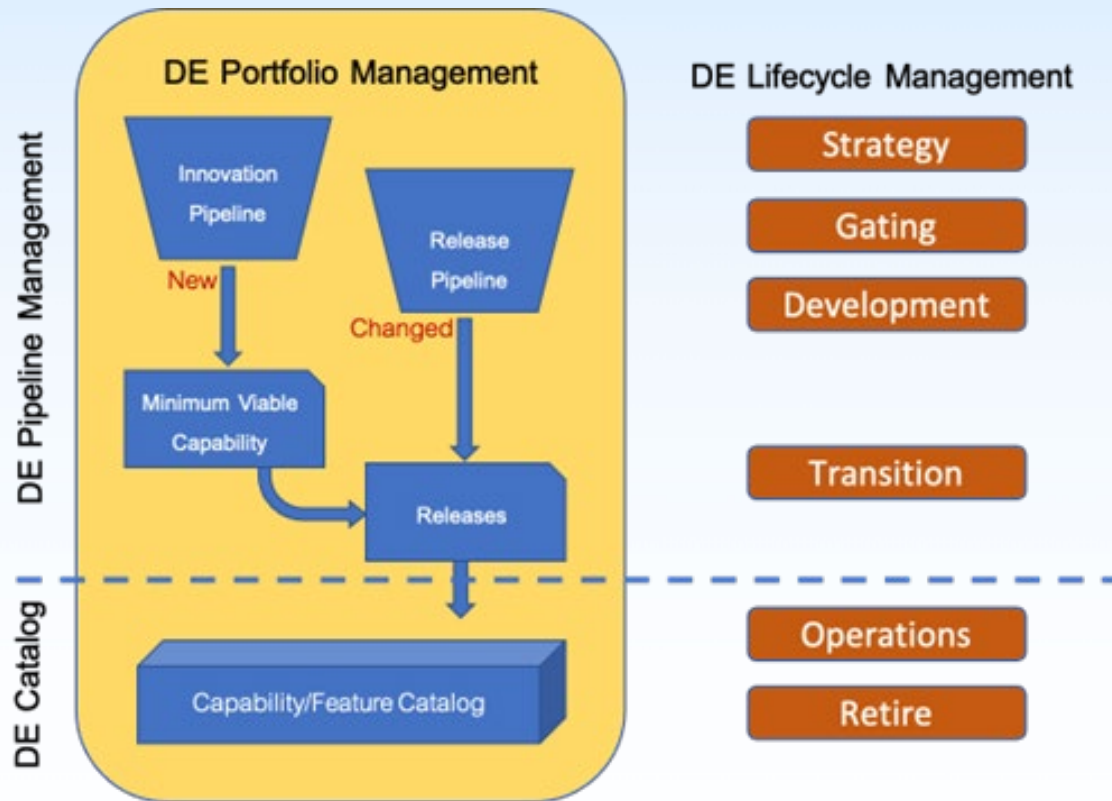 DE Portfolio Management
DE Lifecycle Management
DE Pipeline Management
DE Catalog
Innovation
Pipeline
Release
Pipeline
New
Changed
Minimum Viable
Capability
Releases
Capability/Feature Catalog
Strategy
Gating
Development
Transition
Operations
Retire